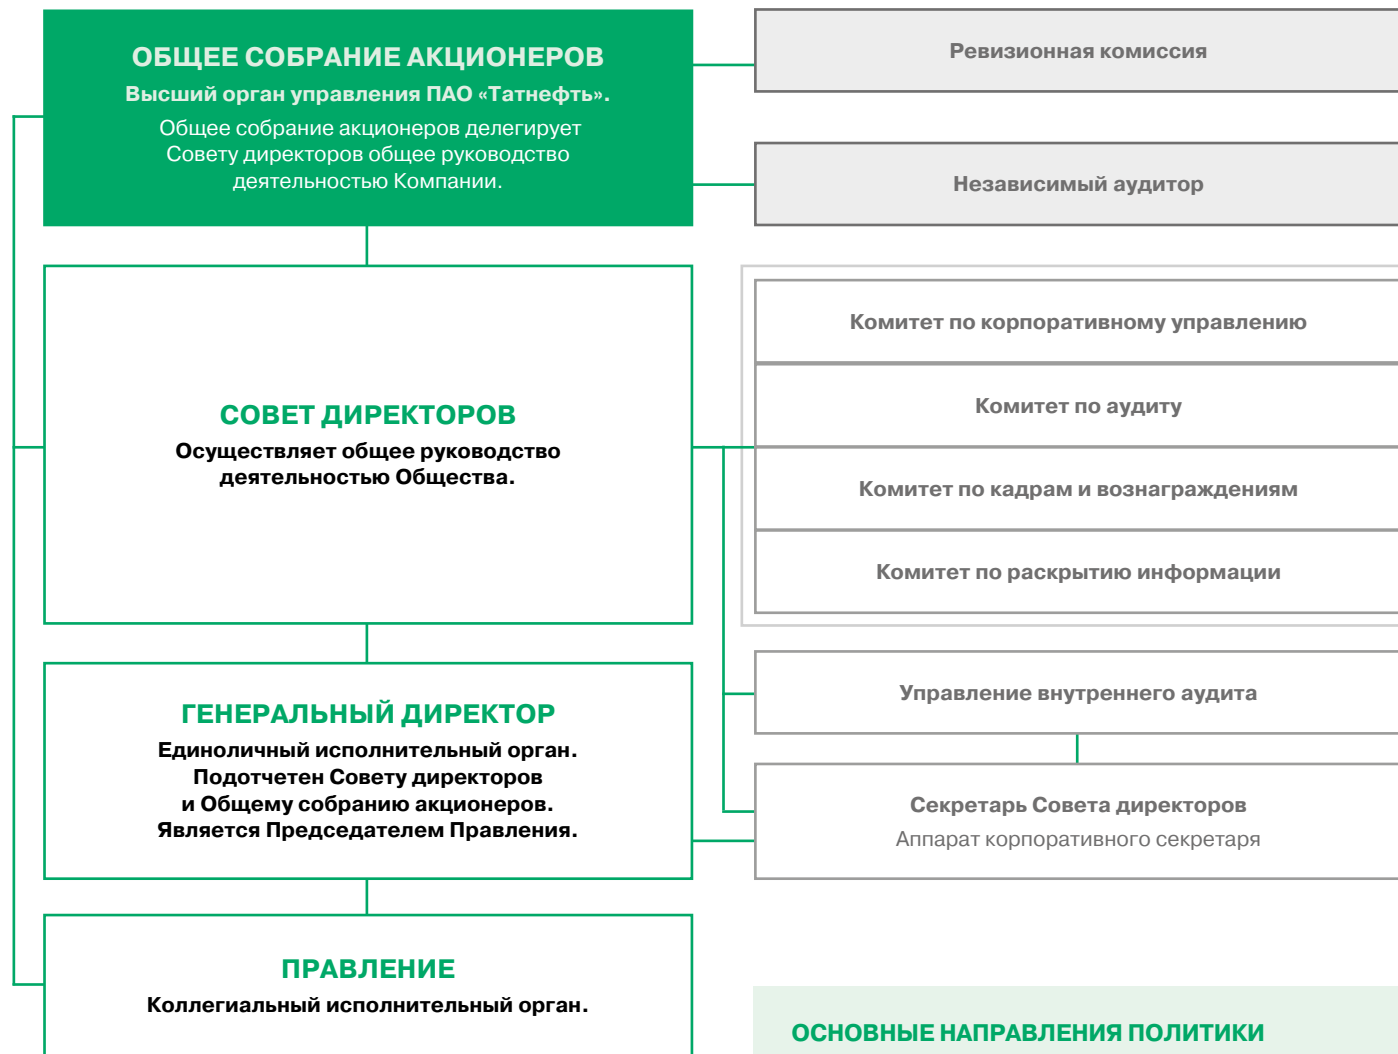 ОБЩЕЕ СОБРАНИЕ АКЦИОНЕРОВ
Высший орган управления ПАО «Татнефть».
Общее собрание акционеров делегирует
Совету директоров общее руководство
деятельностью Компании.
Ревизионная комиссия
Независимый аудитор
СОВЕТ ДИРЕКТОРОВ
Осуществляет общее руководство
деятельностью Общества.
Комитет по корпоративному управлению
Комитет по аудиту
Комитет по кадрам и вознаграждениям
Комитет по раскрытию информации
Управление внутреннего аудита
ГЕНЕРАЛЬНЫЙ ДИРЕКТОР
Единоличный исполнительный орган.
Подотчетен Совету директоров
и Общему собранию акционеров.
Является Председателем Правления.
Секретарь Совета директоров
Аппарат корпоративного секретаря
ПРАВЛЕНИЕ
Коллегиальный исполнительный орган.
ОСНОВНЫЕ НАПРАВЛЕНИЯ ПОЛИТИКИ